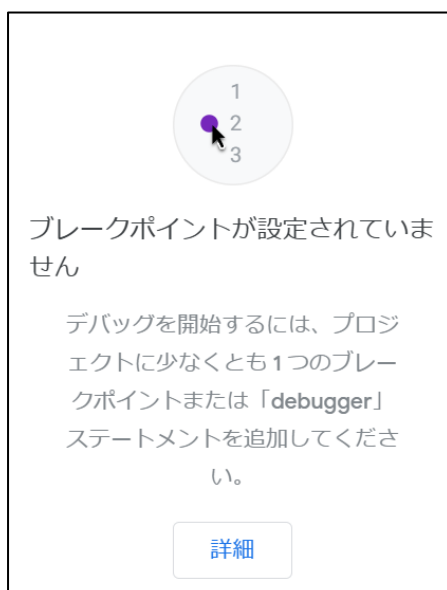 1
2
3
ブレークポイントが設定されていま
せん
デバッグを開始するには、プロジ
ェクトに少なくとも 1 つのブレー
クポイントまたは「debugger」
ステートメントを追加してくださ
い。
詳細